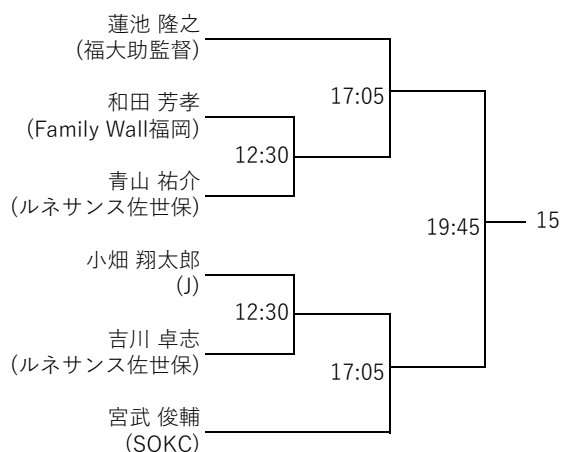 蓮池 隆之
(福大助監督)
17:05
和田 芳孝
(Family Wall福岡)
12:30
青山 祐介
(ルネサンス佐世保)
19:45
15
小畑 翔太郎
(J)
12:30
吉川 卓志
(ルネサンス佐世保)
17:05
宮武 俊輔
(SOKC)